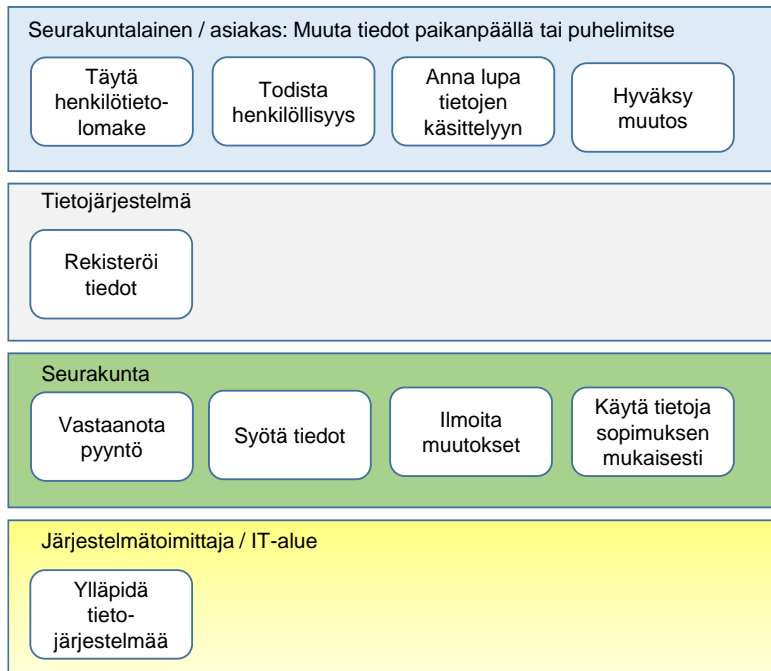 Seurakuntalainen / asiakas: Muuta tiedot paikanpäällä tai puhelimitse
Täytä
henkilötieto-
lomake
Todista
henkilöllisyys
Anna lupa
tietojen
käsittelyyn
Hyväksy
muutos
Tietojärjestelmä
Rekisteröi
tiedot
Seurakunta
Vastaanota
pyyntö
Syötä tiedot
Ilmoita
muutokset
Käytä tietoja
sopimuksen
mukaisesti
Järjestelmätoimittaja / IT-alue
Ylläpidä
tieto-
järjestelmää